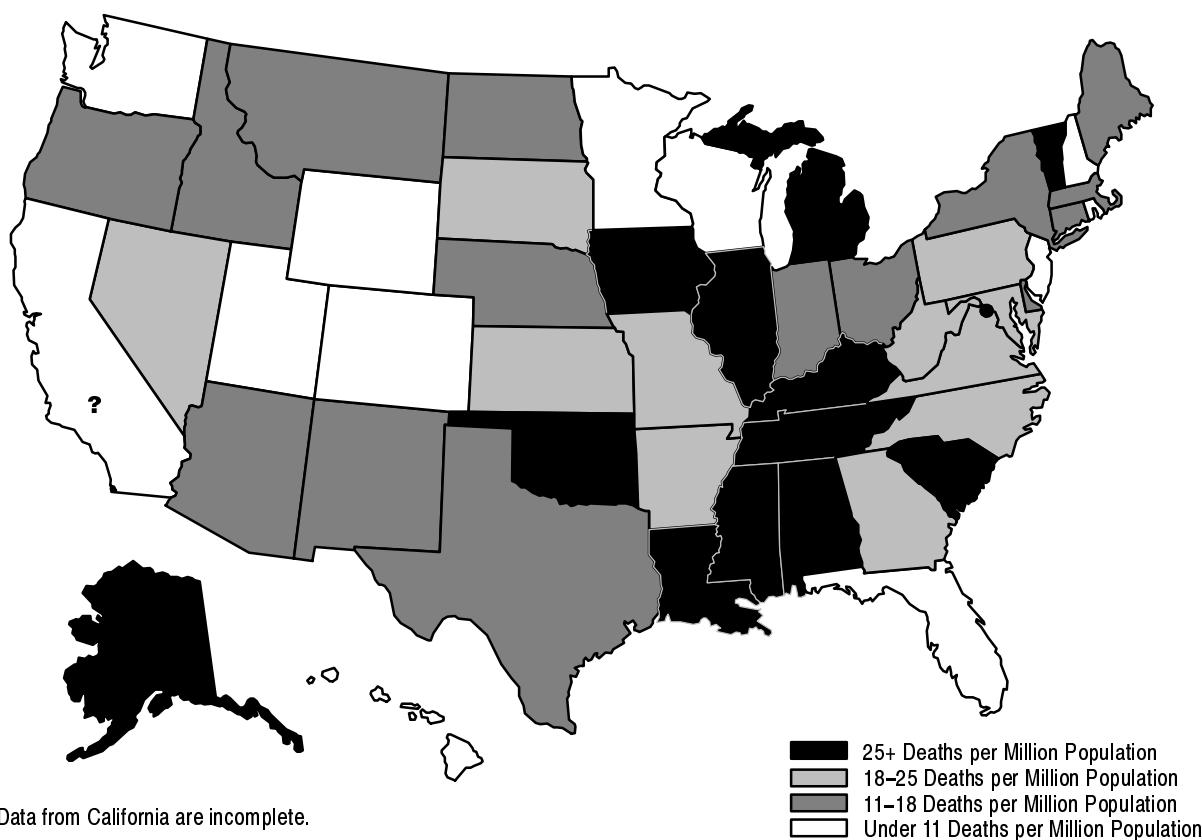 ?
25+ Deaths per Million Population
18–25 Deaths per Million Population
11–18 Deaths per Million Population
Under 11 Deaths per Million Population
Data from California are incomplete.